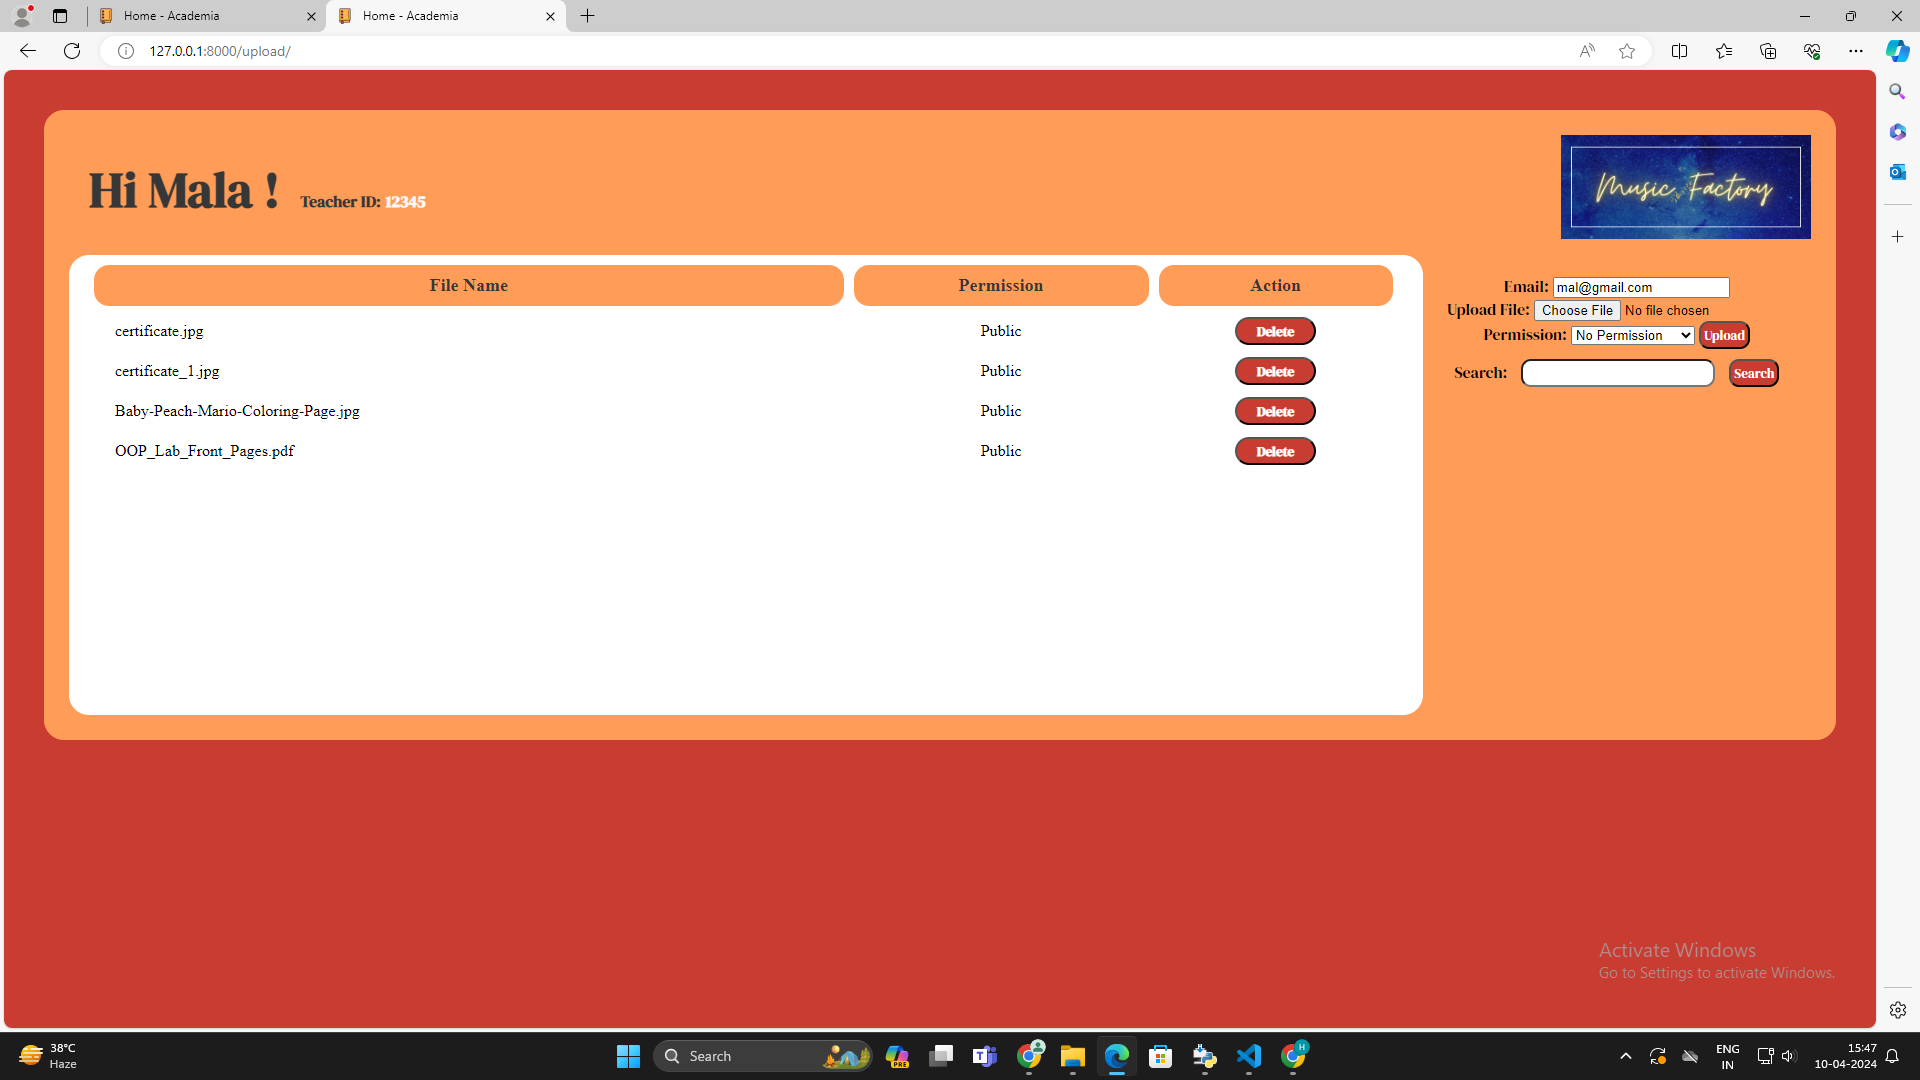 Home - Academia
Home - Academia
127.0.0.1:8000/upload/
Hi Mala !
Teacher ID: 12345
Music Factory
File Name Permission Action
certificate.jpg Public Delete
certificate_1.jpg Public Delete
Baby-Peach-Mario-Coloring-Page.jpg Public Delete
OOP_Lab_Front_Pages.pdf Public Delete
Email: mal@gmail.com
Upload File: Choose File No file chosen
Permission: No Permission Upload
Search: Search
Activate Windows
Go to Settings to activate Windows.
38°C
Haze
Search
PRE
H
ENG
IN
15:47
10-04-2024